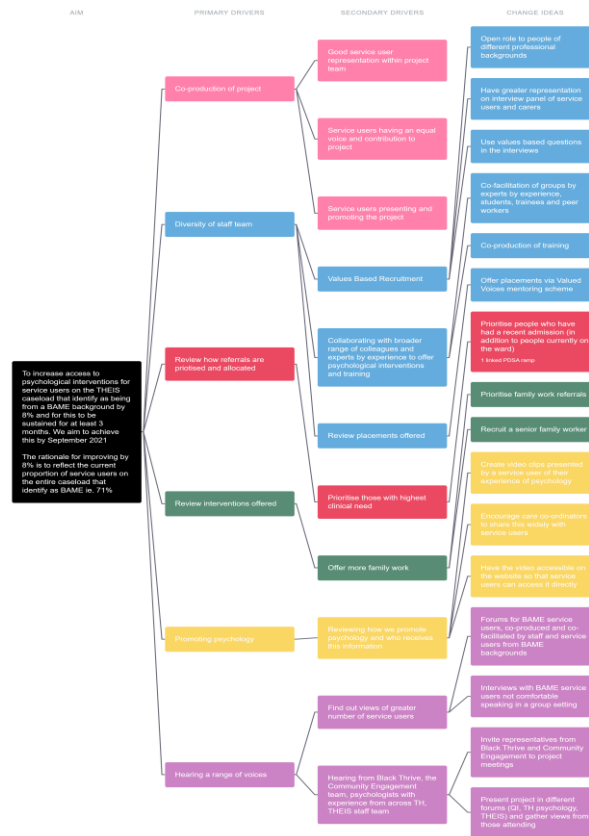 AIM
PRIMARY DRIVERS
SECONDARY DRIVERS
CHANGE IDEAS
To increase access to
psychological interventions for
service users on the THEIS
caseload that identify as being
from a BAME background by
8% and for this to be
sustained for at least 3
months. We aim to achieve
this by September 2021
The rationale for improving by
8% is to reflect the current
proportion of service users on
the entire caseload that
identify as BAME ie. 71%
Co-production of project
Diversity of staff team
Review how referrals are
priotised and allocated
Review interventions offered
Promoting psychology
Hearing a range of voices
Good service user
representation within project
team
Service users having an equal
voice and contribution to
project
Service users presenting and
promoting the project
Values Based Recruitment
Collaborating with broader
range of colleagues and
experts by experience to offer
psychological interventions
and training
Review placements offered
Prioritise those with highest
clinical need
Offer more family work
Reviewing how we promote
psychology and who receives
this information
Find out views of greater
number of service users
Hearing from Black Thrive, the
Community Engagement
team, psychologists with
experience from across TH,
THEIS staff team
Open role to people of
different professional
backgrounds
Have greater representation
on interview panel of service
users and carers
Use values based questions
in the interviews
Co-facilitation of groups by
experts by experience,
students, trainees and peer
workers
Co-production of training
Offer placements via Valued
Voices mentoring scheme
Prioritise people who have
had a recent admission (in
addition to people currently on
the ward)
1 linked PDSA ramp
Prioritise family work referrals
Recruit a senior family worker
Create video clips presented
by a service user of their
experience of psychology
Encourage care co-ordinators
to share this widely with
service users
Have the video accessible on
the website so that service
users can access it directly
Forums for BAME service
users, co-produced and co-
facilitated by staff and service
users from BAME
backgrounds
Interviews with BAME service
users not comfortable
speaking in a group setting
Invite representatives from
Black Thrive and Community
Engagement to project
meetings
Present project in different
forums (QI, TH psychology,
THEIS) and gather views from
those attending